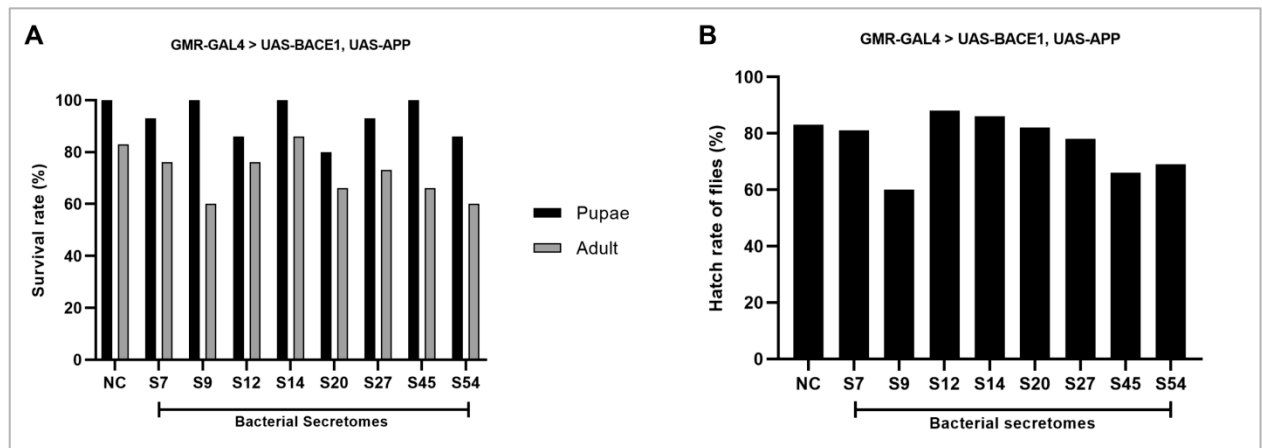 A
GMR-GAL4 > UAS-BACE1, UAS-APP
Survival rate (%)
100
80
60
40
20
0
NC S7 S9 S12 S14 S20 S27 S45 S54
Bacterial Secretomes
Pupae
Adult
B
GMR-GAL4 > UAS-BACE1, UAS-APP
Hatch rate of flies (%)
100
80
60
40
20
0
NC S7 S9 S12 S14 S20 S27 S45 S54
Bacterial secretomes